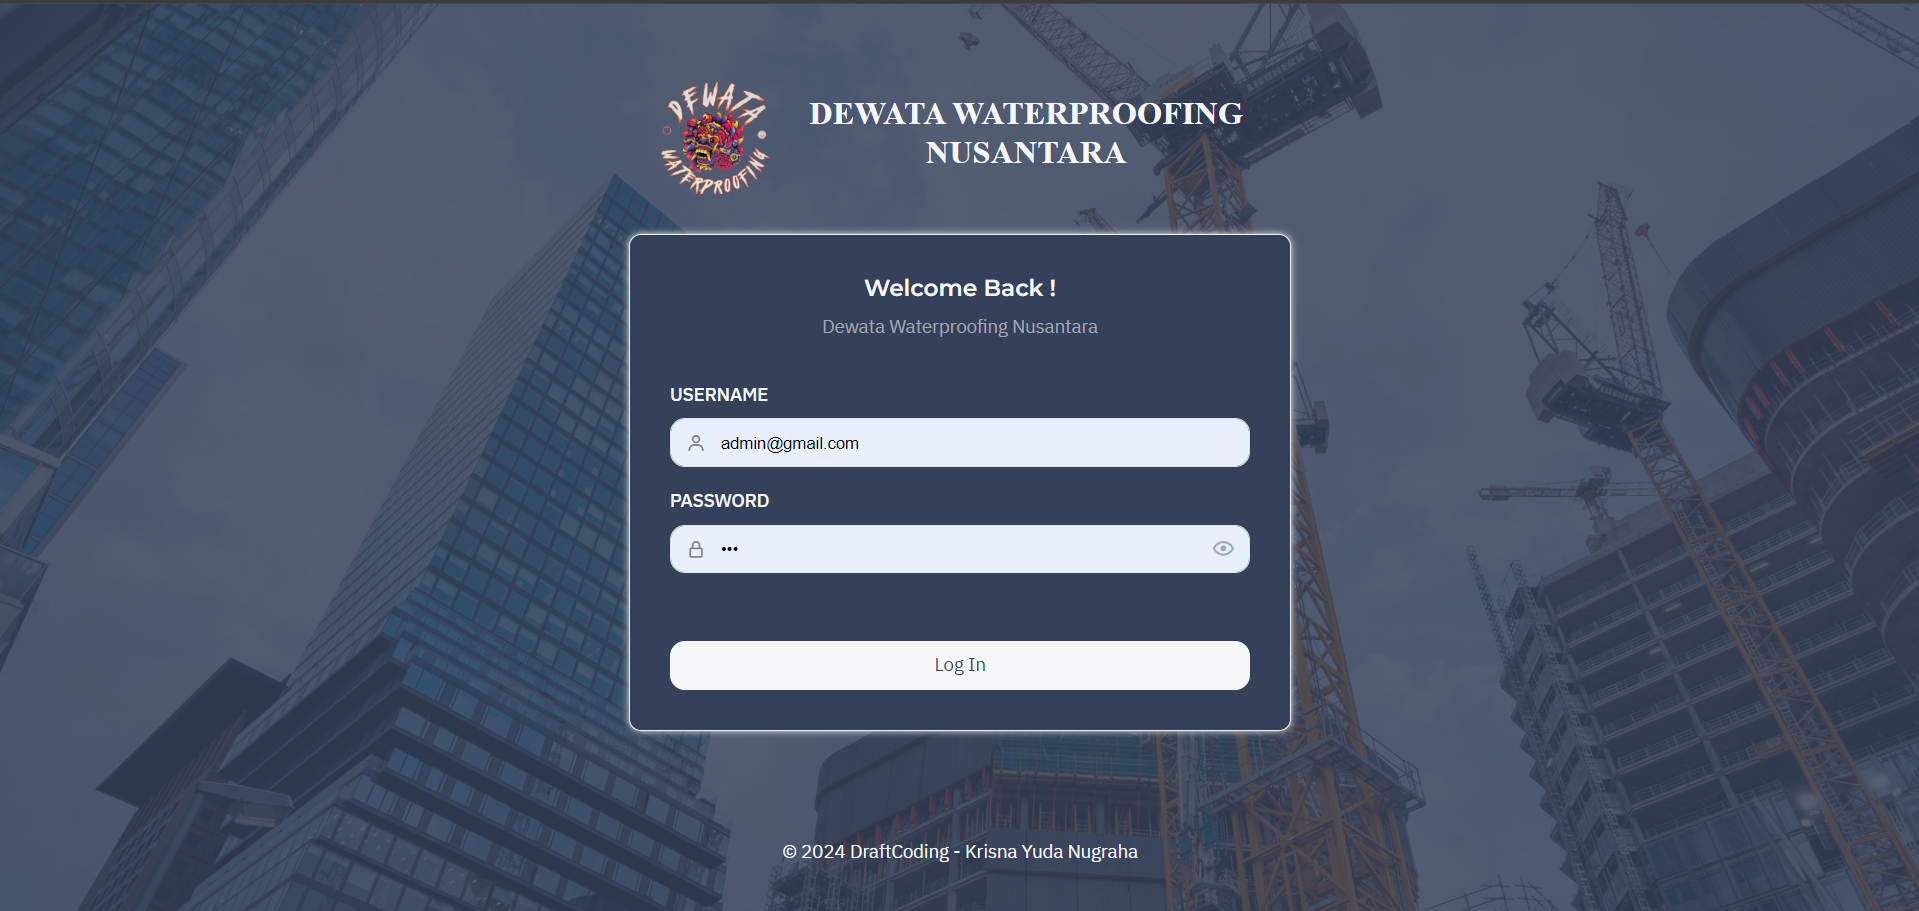 DEWATA
WATERPROOFING
DEWATA WATERPROOFING
NUSANTARA
Welcome Back !
Dewata Waterproofing Nusantara
USERNAME
admin@gmail.com
PASSWORD
•••
Log In
© 2024 DraftCoding - Krisna Yuda Nugraha